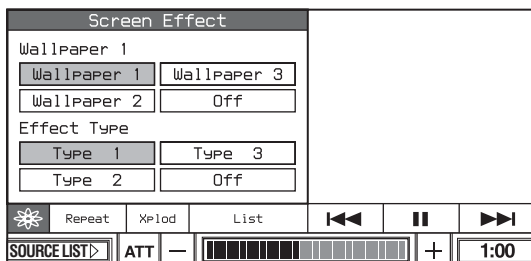 Screen Effect
Wallpaper 1
Wallpaper 1 Wallpaper 3
Wallpaper 2 Off
Effect Type
Type 1 Type 3
Type 2 Off
Repeat Xplod List
SOURCE LIST ATT − + 1:00